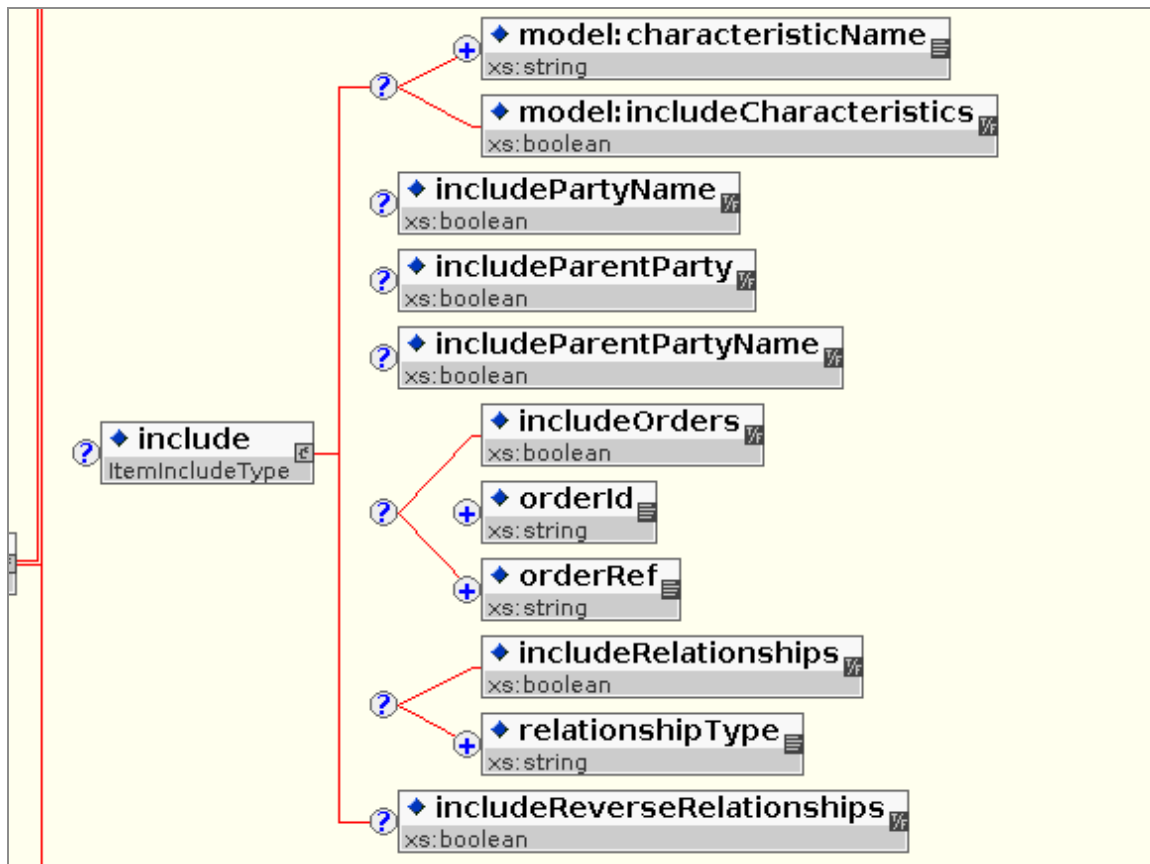 model:characteristicName
xs:string
model:includeCharacteristics
xs:boolean
includePartyName
xs:boolean
includeParentParty
xs:boolean
includeParentPartyName
xs:boolean
include
ItemIncludeType
includeOrders
xs:boolean
orderId
xs:string
orderRef
xs:string
includeRelationships
xs:boolean
relationshipType
xs:string
includeReverseRelationships
xs:boolean